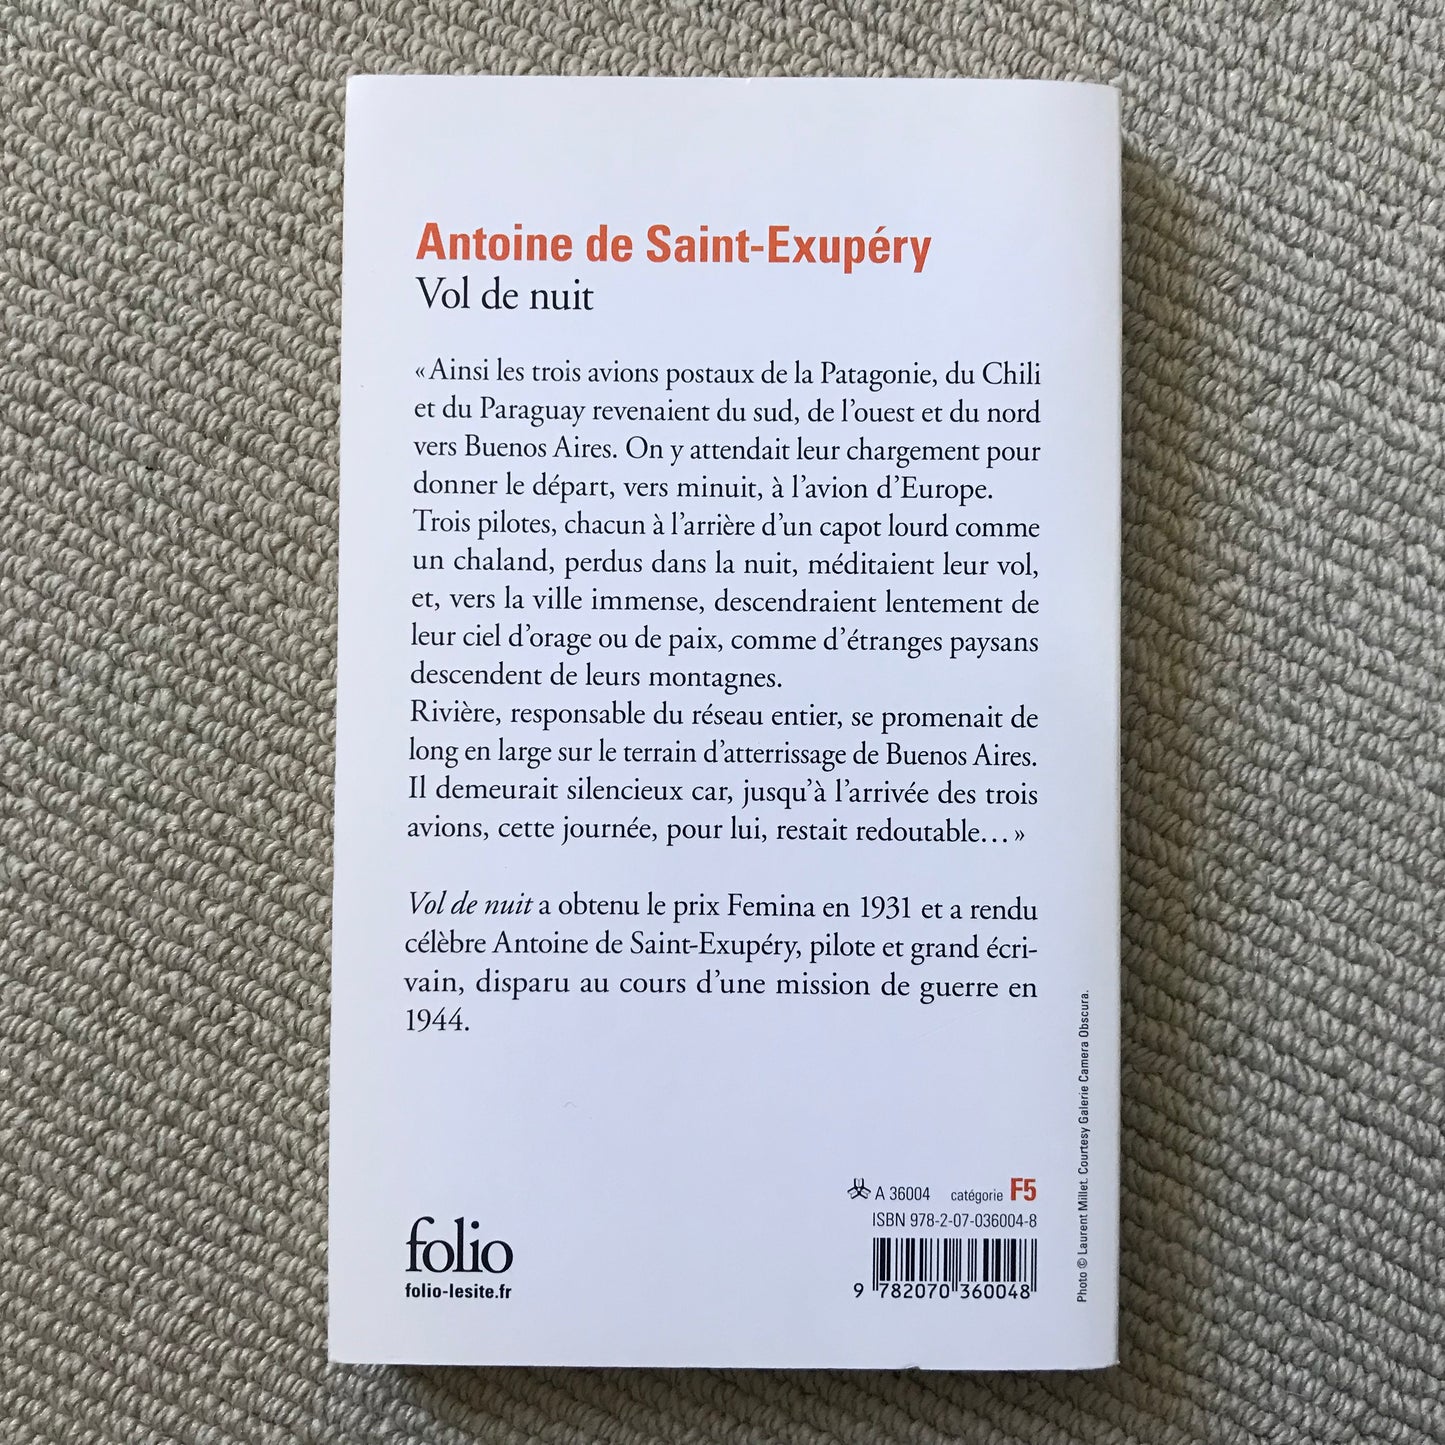 Antoine de Saint-Exupéry
Vol de nuit
« Ainsi les trois avions postaux de la Patagonie, du Chili
et du Paraguay revenaient du sud, de l'ouest et du nord
vers Buenos Aires. On y attendait leur chargement pour
donner le départ, vers minuit, à l'avion d'Europe.
Trois pilotes, chacun à l'arrière d'un capot lourd comme
un chaland, perdus dans la nuit, méditaient leur vol,
et, vers la ville immense, descendraient lentement de
leur ciel d'orage ou de paix, comme d'étranges paysans
descendent de leurs montagnes.
Rivière, responsable du réseau entier, se promenait de
long en large sur le terrain d'atterrissage de Buenos Aires.
Il demeurait silencieux car, jusqu'à l'arrivée des trois
avions, cette journée, pour lui, restait redoutable... »
Vol de nuit a obtenu le prix Femina en 1931 et a rendu
célèbre Antoine de Saint-Exupéry, pilote et grand écri-
vain, disparu au cours d'une mission de guerre en
1944.
A 36004 catégorie F5
ISBN 978-2-07-036004-8
folio
folio-lesite.fr
9 782070 360048
Photo © Laurent Millet. Courtesy Galerie Camera Obscura.